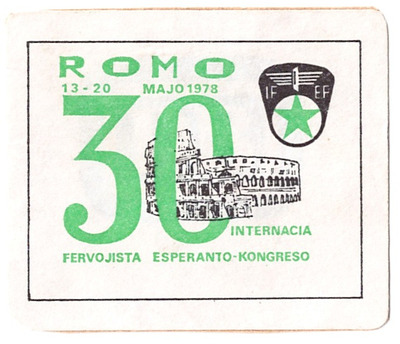 ROMO
13-20 MAJO 1978
IF EF
30
INTERNACIA
FERVOJISTA ESPERANTO-KONGRESO